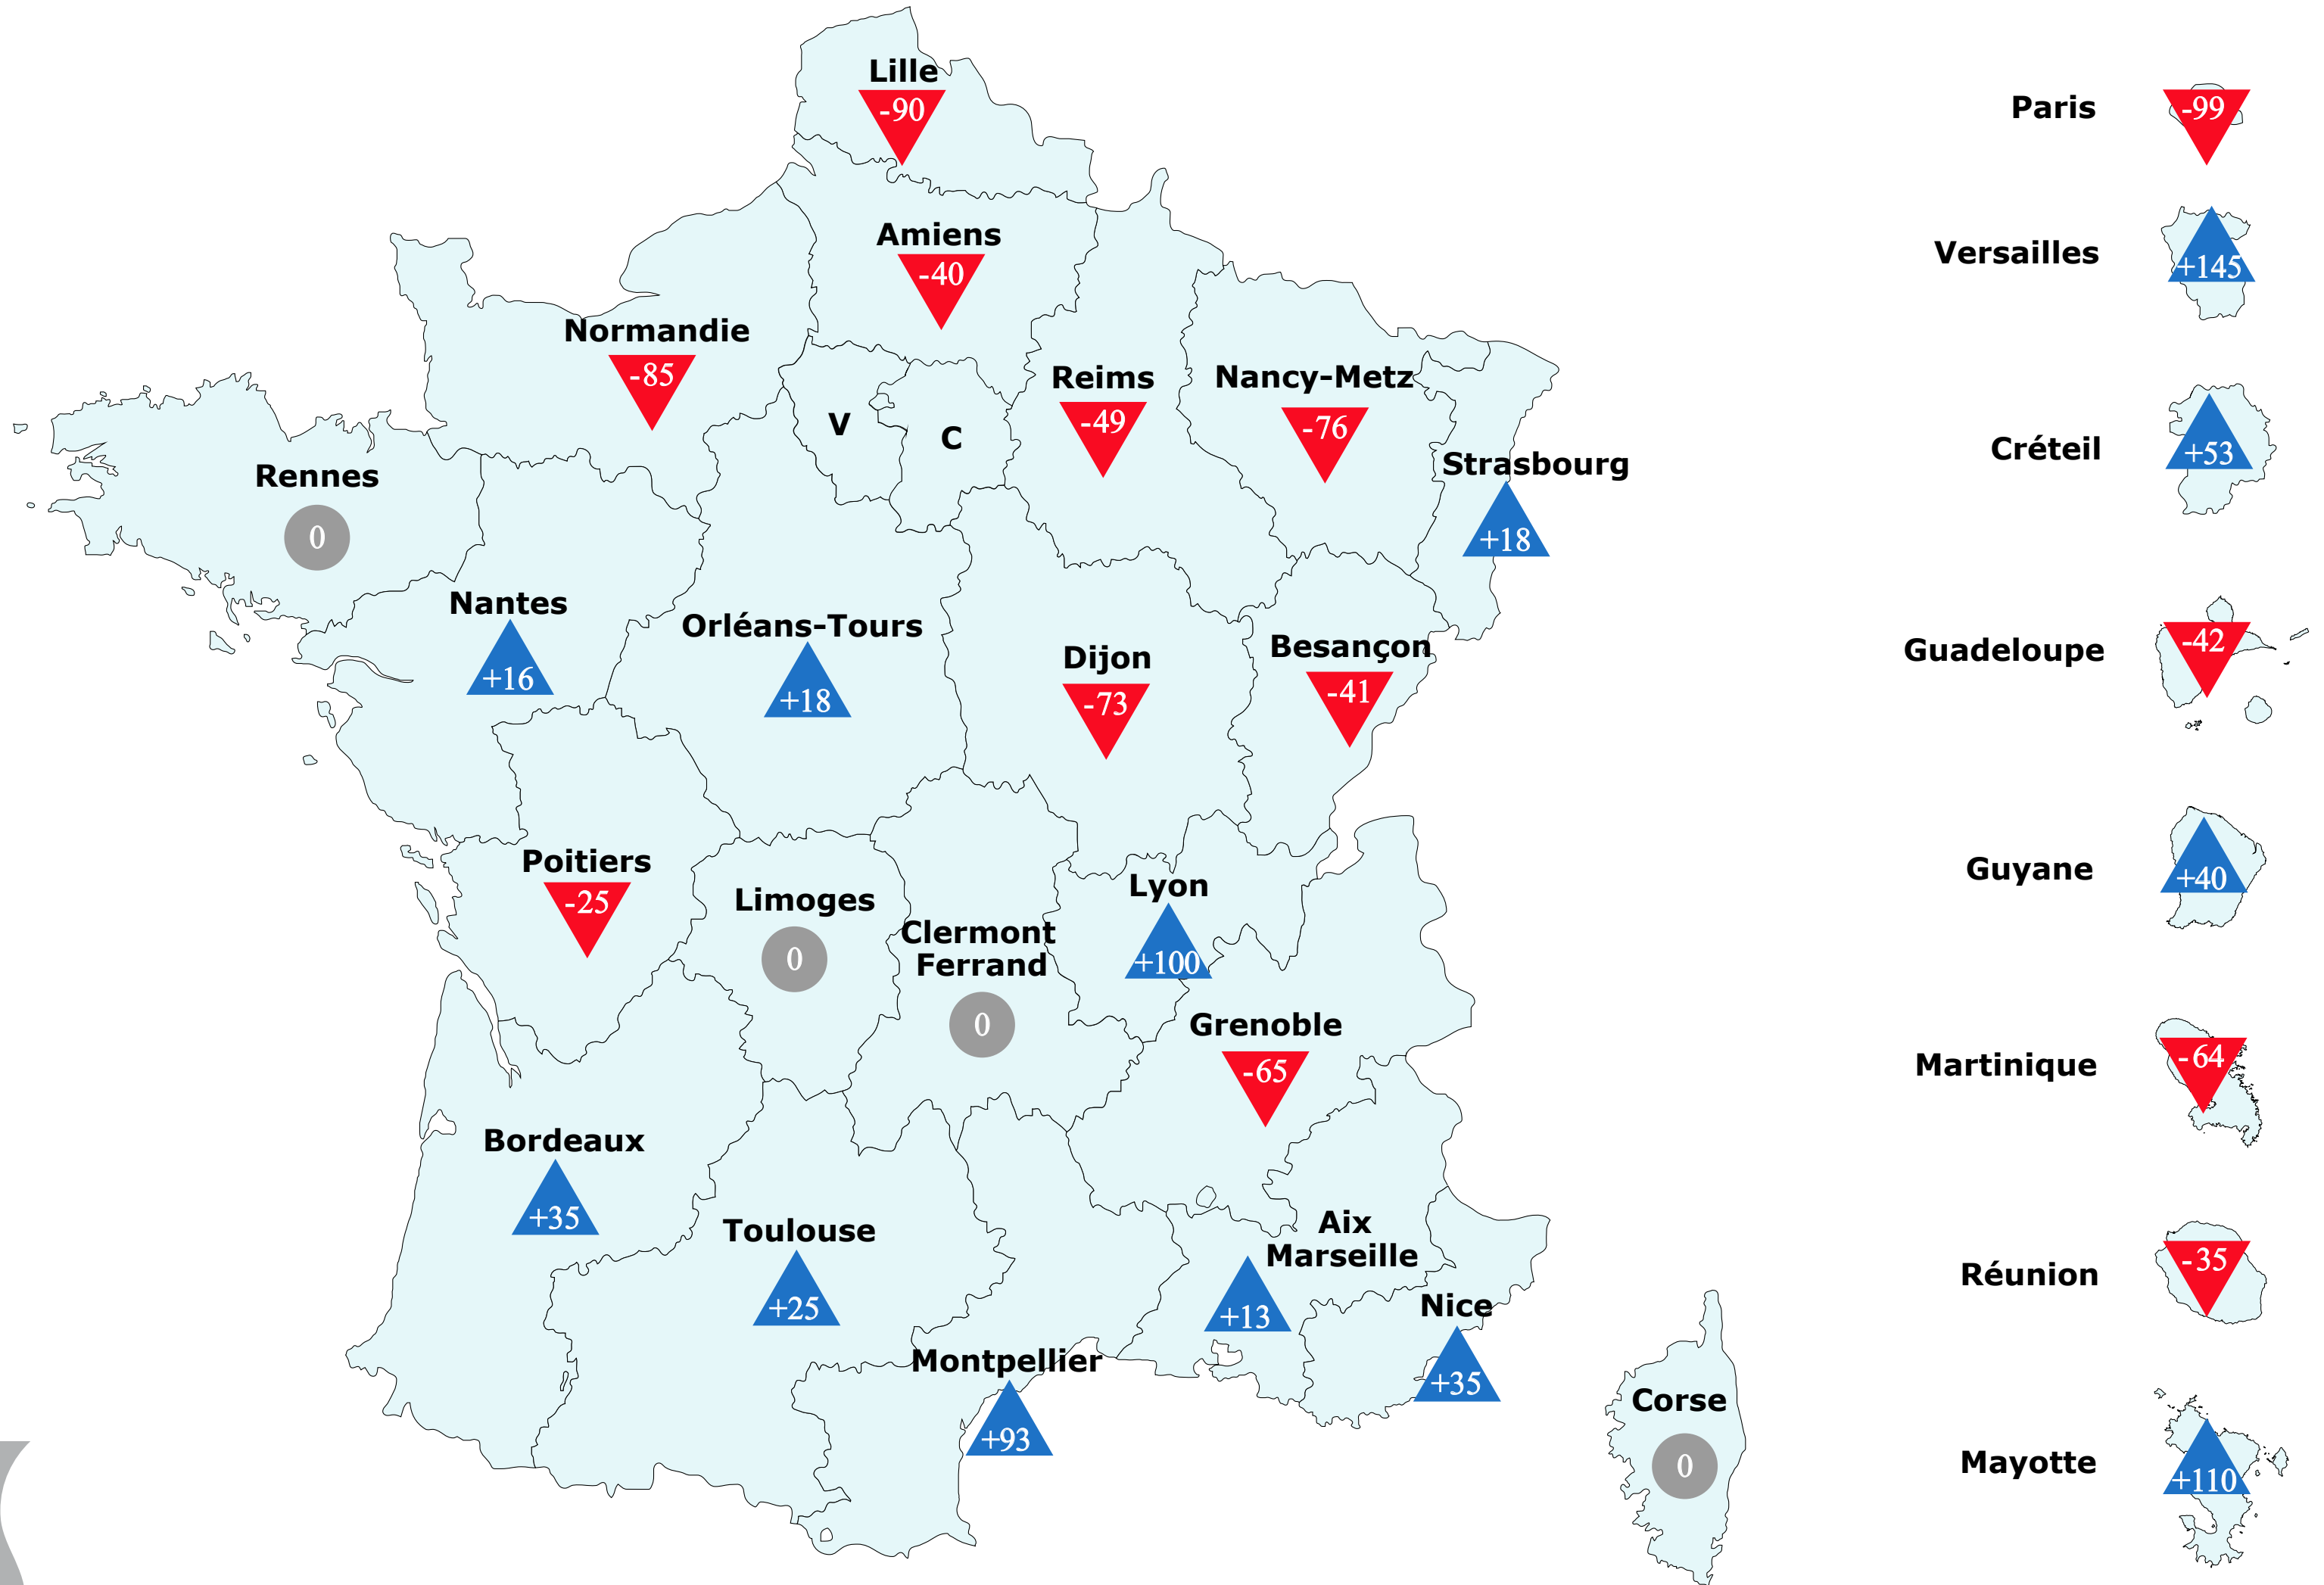 Lille
-90
Paris
-99
Amiens
-40
Versailles
+145
Normandie
-85
Reims
-49
Nancy-Metz
-76
V
C
Créteil
+53
Strasbourg
+18
Rennes
0
Nantes
+16
Orléans-Tours
+18
Dijon
-73
Besançon
-41
Guadeloupe
-42
Poitiers
-25
Limoges
0
Clermont
Ferrand
0
Lyon
+100
Guyane
+40
Grenoble
-65
Martinique
-64
Bordeaux
+35
Toulouse
+25
Aix
Marseille
+13
Nice
+35
Réunion
-35
Montpellier
+93
Corse
0
Mayotte
+110